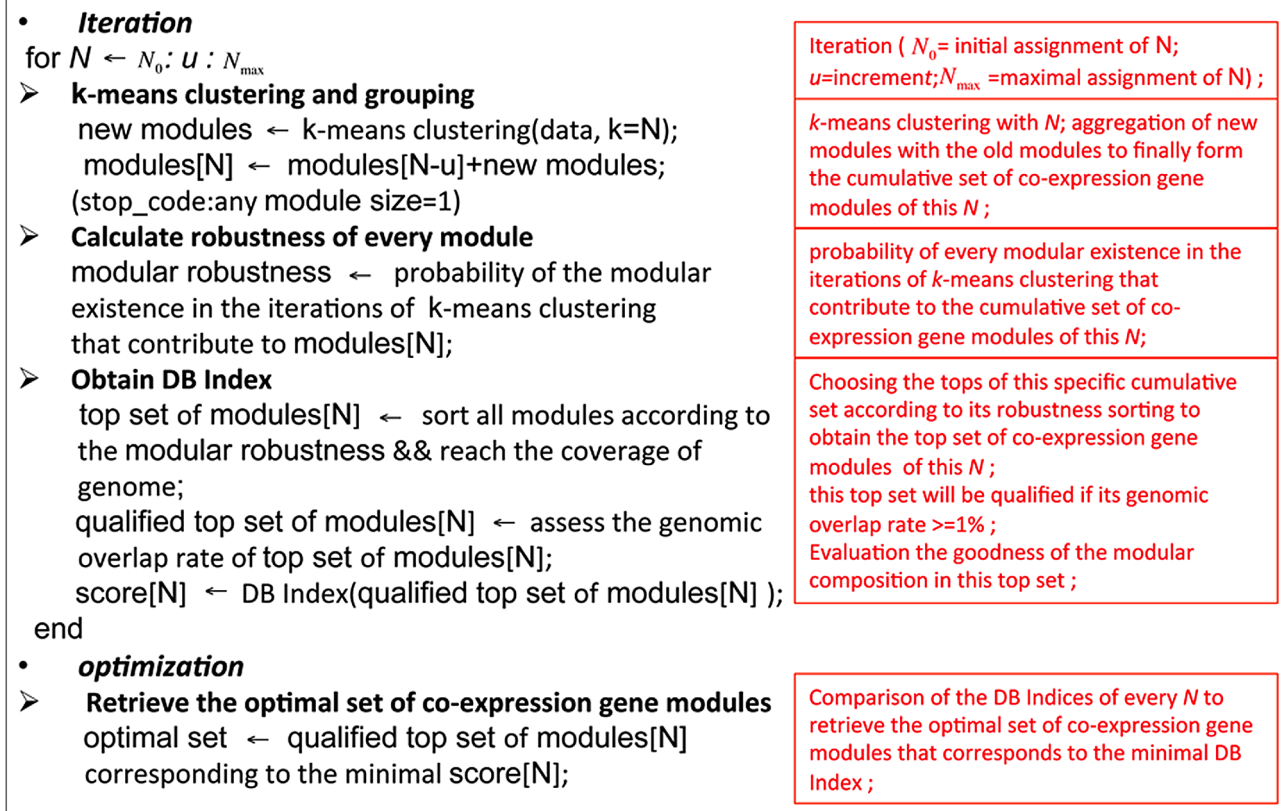 • Iteration
for N ← N0: u : Nmax
➢ k-means clustering and grouping
new modules ← k-means clustering(data, k=N);
modules[N] ← modules[N-u]+new modules;
(stop_code:any module size=1)
➢ Calculate robustness of every module
modular robustness ← probability of the modular
existence in the iterations of k-means clustering
that contribute to modules[N];
➢ Obtain DB Index
top set of modules[N] ← sort all modules according to
the modular robustness && reach the coverage of
genome;
qualified top set of modules[N] ← assess the genomic
overlap rate of top set of modules[N];
score[N] ← DB Index(qualified top set of modules[N] );
end
• optimization
➢ Retrieve the optimal set of co-expression gene modules
optimal set ← qualified top set of modules[N]
corresponding to the minimal score[N];
Iteration ( N0= initial assignment of N;
u=increment;Nmax =maximal assignment of N) ;
k-means clustering with N; aggregation of new
modules with the old modules to finally form
the cumulative set of co-expression gene
modules of this N ;
probability of every modular existence in the
iterations of k-means clustering that
contribute to the cumulative set of co-
expression gene modules of this N;
Choosing the tops of this specific cumulative
set according to its robustness sorting to
obtain the top set of co-expression gene
modules of this N ;
this top set will be qualified if its genomic
overlap rate >=1% ;
Evaluation the goodness of the modular
composition in this top set ;
Comparison of the DB Indices of every N to
retrieve the optimal set of co-expression gene
modules that corresponds to the minimal DB
Index ;